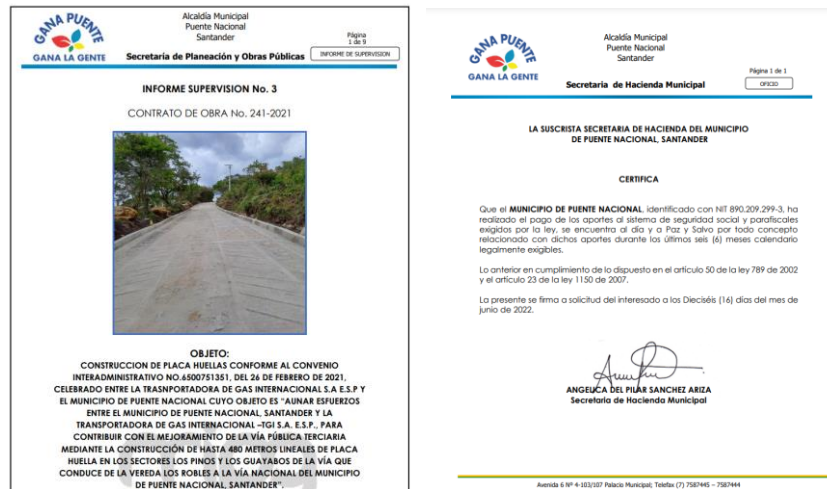 GANA PUENTE
GANA LA GENTE
Alcaldía Municipal
Puente Nacional
Santander
Secretaría de Planeación y Obras Públicas
Página
1 de 9
INFORME DE SUPERVISION
INFORME SUPERVISION No. 3
CONTRATO DE OBRA No. 241-2021
OBJETO:
CONSTRUCCION DE PLACA HUELLAS CONFORME AL CONVENIO
INTERADMINISTRATIVO NO.6500751351, DEL 26 DE FEBRERO DE 2021,
CELEBRADO ENTRE LA TRASNPORTADORA DE GAS INTERNACIONAL S.A E.S.P Y
EL MUNICIPIO DE PUENTE NACIONAL CUYO OBJETO ES "AUNAR ESFUERZOS
ENTRE EL MUNICIPIO DE PUENTE NACIONAL, SANTANDER Y LA
TRANSPORTADORA DE GAS INTERNACIONAL –TGI S.A. E.S.P., PARA
CONTRIBUIR CON EL MEJORAMIENTO DE LA VÍA PÚBLICA TERCIARIA
MEDIANTE LA CONSTRUCCIÓN DE HASTA 480 METROS LINEALES DE PLACA
HUELLA EN LOS SECTORES LOS PINOS Y LOS GUAYABOS DE LA VÍA QUE
CONDUCE DE LA VEREDA LOS ROBLES A LA VÍA NACIONAL DEL MUNICIPIO
DE PUENTE NACIONAL, SANTANDER".
GANA PUENTE
GANA LA GENTE
Alcaldía Municipal
Puente Nacional
Santander
Secretaria de Hacienda Municipal
Página 1 de 1
OFICIO
LA SUSCRISTA SECRETARIA DE HACIENDA DEL MUNICIPIO
DE PUENTE NACIONAL, SANTANDER
CERTIFICA
Que el MUNICIPIO DE PUENTE NACIONAL, identificado con NIT 890.209.299-3, ha
realizado el pago de los aportes al sistema de seguridad social y parafiscales
exigidos por la ley, se encuentra al día y a Paz y Salvo por todo concepto
relacionado con dichos aportes durante los últimos seis (6) meses calendario
legalmente exigibles.
Lo anterior en cumplimiento de lo dispuesto en el artículo 50 de la ley 789 de 2002
y el artículo 23 de la ley 1150 de 2007.
La presente se firma a solicitud del interesado a los Dieciséis (16) días del mes de
junio de 2022.
ANGELICA DEL PILAR SANCHEZ ARIZA
Secretaria de Hacienda Municipal
Avenida 6 Nº 4-103/107 Palacio Municipal; Telefax (7) 7587445 – 7587444